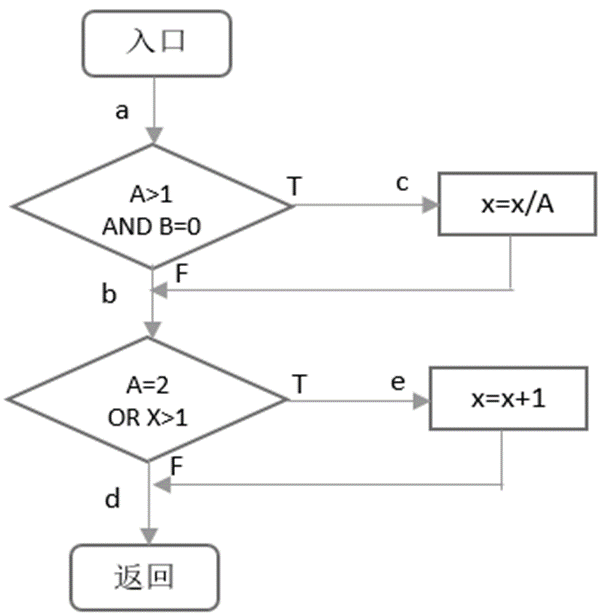 入口
a
A>1
AND B=0
T
c
x=x/A
F
b
A=2
OR X>1
T
e
x=x+1
F
d
返回